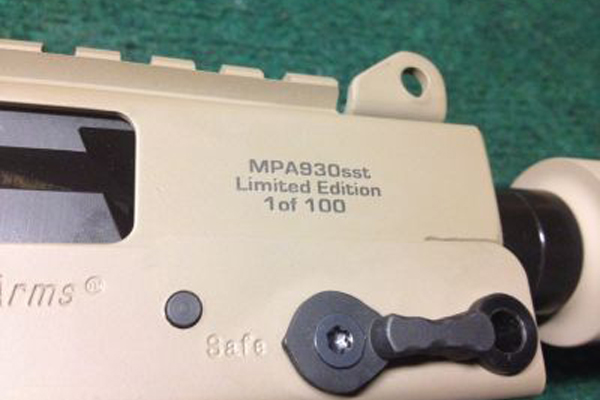 MPA930sst
Limited Edition
1of 100
Arms®
Safe